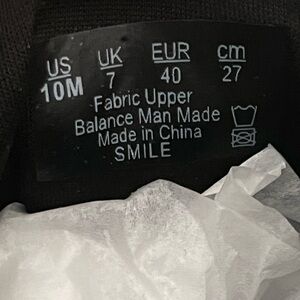 US UK EUR cm
10M 7 40 27
Fabric Upper
Balance Man Made
Made in China
SMILE